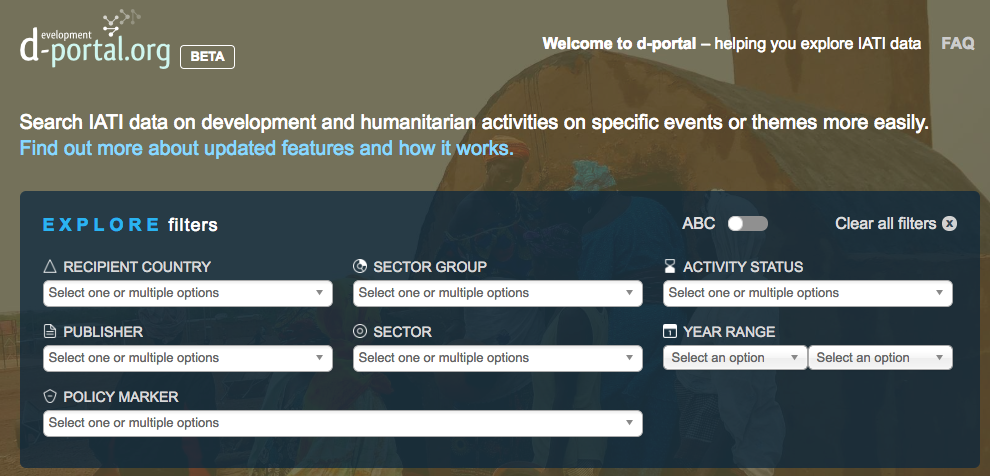 development
d-portal.org BETA
Welcome to d-portal – helping you explore IATI data FAQ
Search IATI data on development and humanitarian activities on specific events or themes more easily.
Find out more about updated features and how it works.
EXPLORE filters ABC Clear all filters
RECIPIENT COUNTRY SECTOR GROUP ACTIVITY STATUS
Select one or multiple options Select one or multiple options Select one or multiple options
PUBLISHER SECTOR YEAR RANGE
Select one or multiple options Select one or multiple options Select an option Select an option
POLICY MARKER
Select one or multiple options